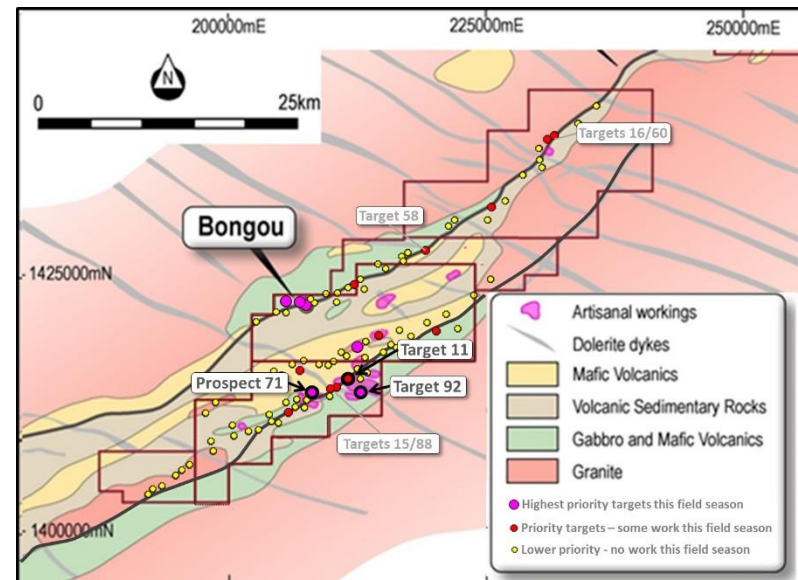 200000mE
225000mE
250000mE
N
0
25km
Targets 16/60
Target 58
Bongou
1425000mN
Target 11
Prospect 71
Target 92
Targets 15/88
1400000mN
Artisanal workings
Dolerite dykes
Mafic Volcanics
Volcanic Sedimentary Rocks
Gabbro and Mafic Volcanics
Granite
Highest priority targets this field season
Priority targets – some work this field season
Lower priority - no work this field season